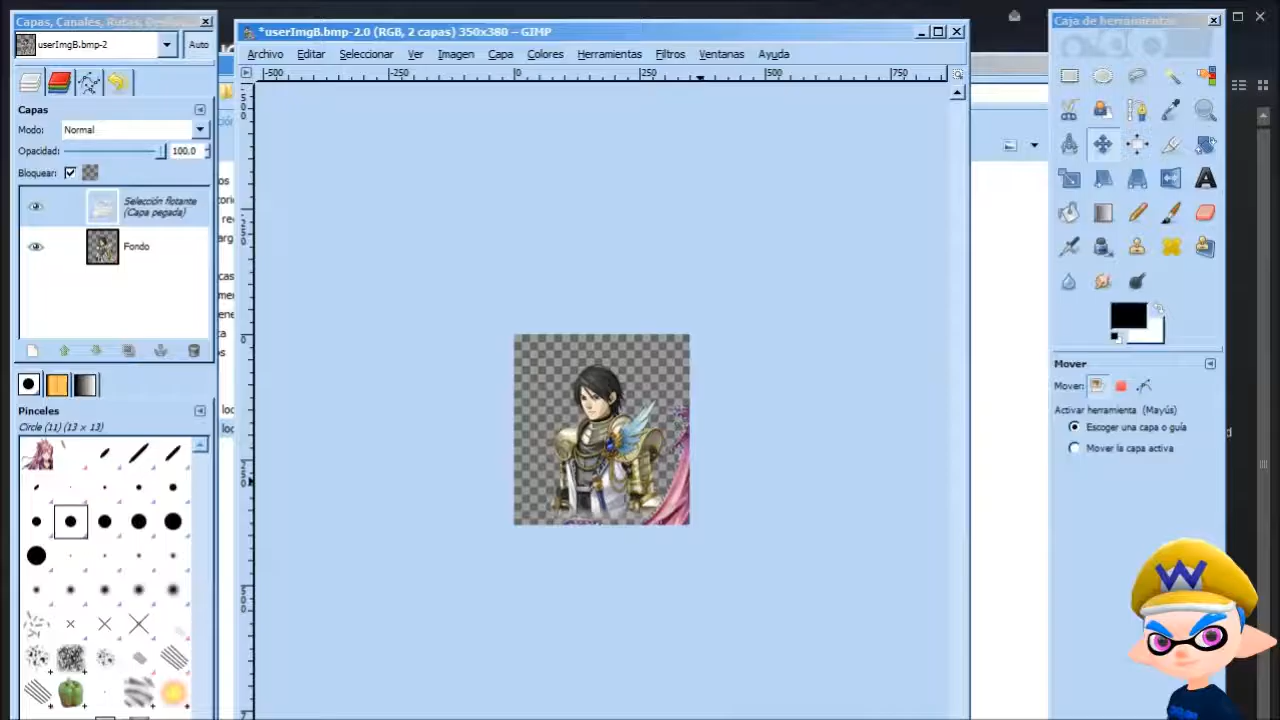 Capas, Canales, Rutas, Deshacer
userImgB.bmp-2
Auto
Capas
Modo:
Normal
Opacidad:
100.0
Bloquear:
Selección flotante
(Capa pegada)
Fondo
Pinceles
Circle (11) (13 × 13)
*userImgB.bmp-2.0 (RGB, 2 capas) 350x380 – GIMP
Archivo Editar Seleccionar Ver Imagen Capa Colores Herramientas Filtros Ventanas Ayuda
-500 -250 0 250 500 750
Caja de herramientas
Mover
Mover:
Activar herramienta (Mayús)
Escoger una capa o guía
Mover la capa activa
W